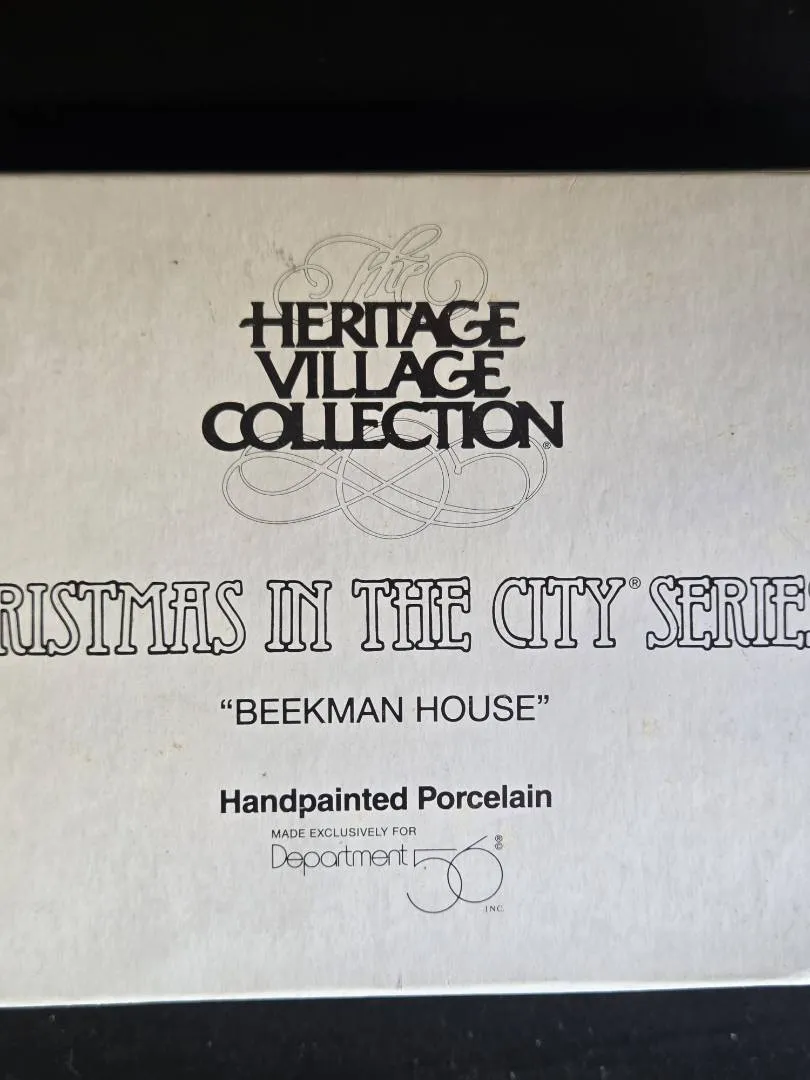 The
HERITAGE
VILLAGE
COLLECTION®
RISTMAS IN THE CITY® SERIES
“BEEKMAN HOUSE”
Handpainted Porcelain
MADE EXCLUSIVELY FOR
Department 56 ®©
INC.